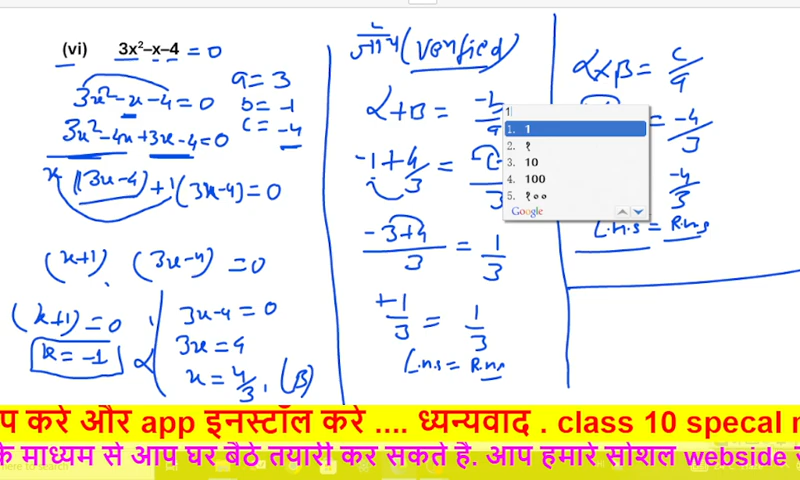 (vi) 3x²–x–4 = 0
a = 3
3x² - x - 4 = 0
b = -1
c = -4
3x² - 4x + 3x - 4 = 0
x (3x-4) + 1 (3x-4) = 0
(x+1) (3x-4) = 0
(x+1) = 0
x = -1
α
3x-4 = 0
3x = 4
x = 4/3, (β)
(Verified)
α+β =
-1 + 4/3 =
-3+4/3 = 1/3
+1/3 = 1/3
L.H.S = R.H.S
α×β = c/a
= -4/3
-4/3
L.H.S = R.H.S
1
1. 1
2. १
3. 10
4. 100
5. १००
Google
प करे और app इनस्टॉल करे .... ध्यन्यवाद . class 10 specal
के माध्यम से आप घर बैठे तयारी कर सकते है. आप हमारे सोशल webside
here to search